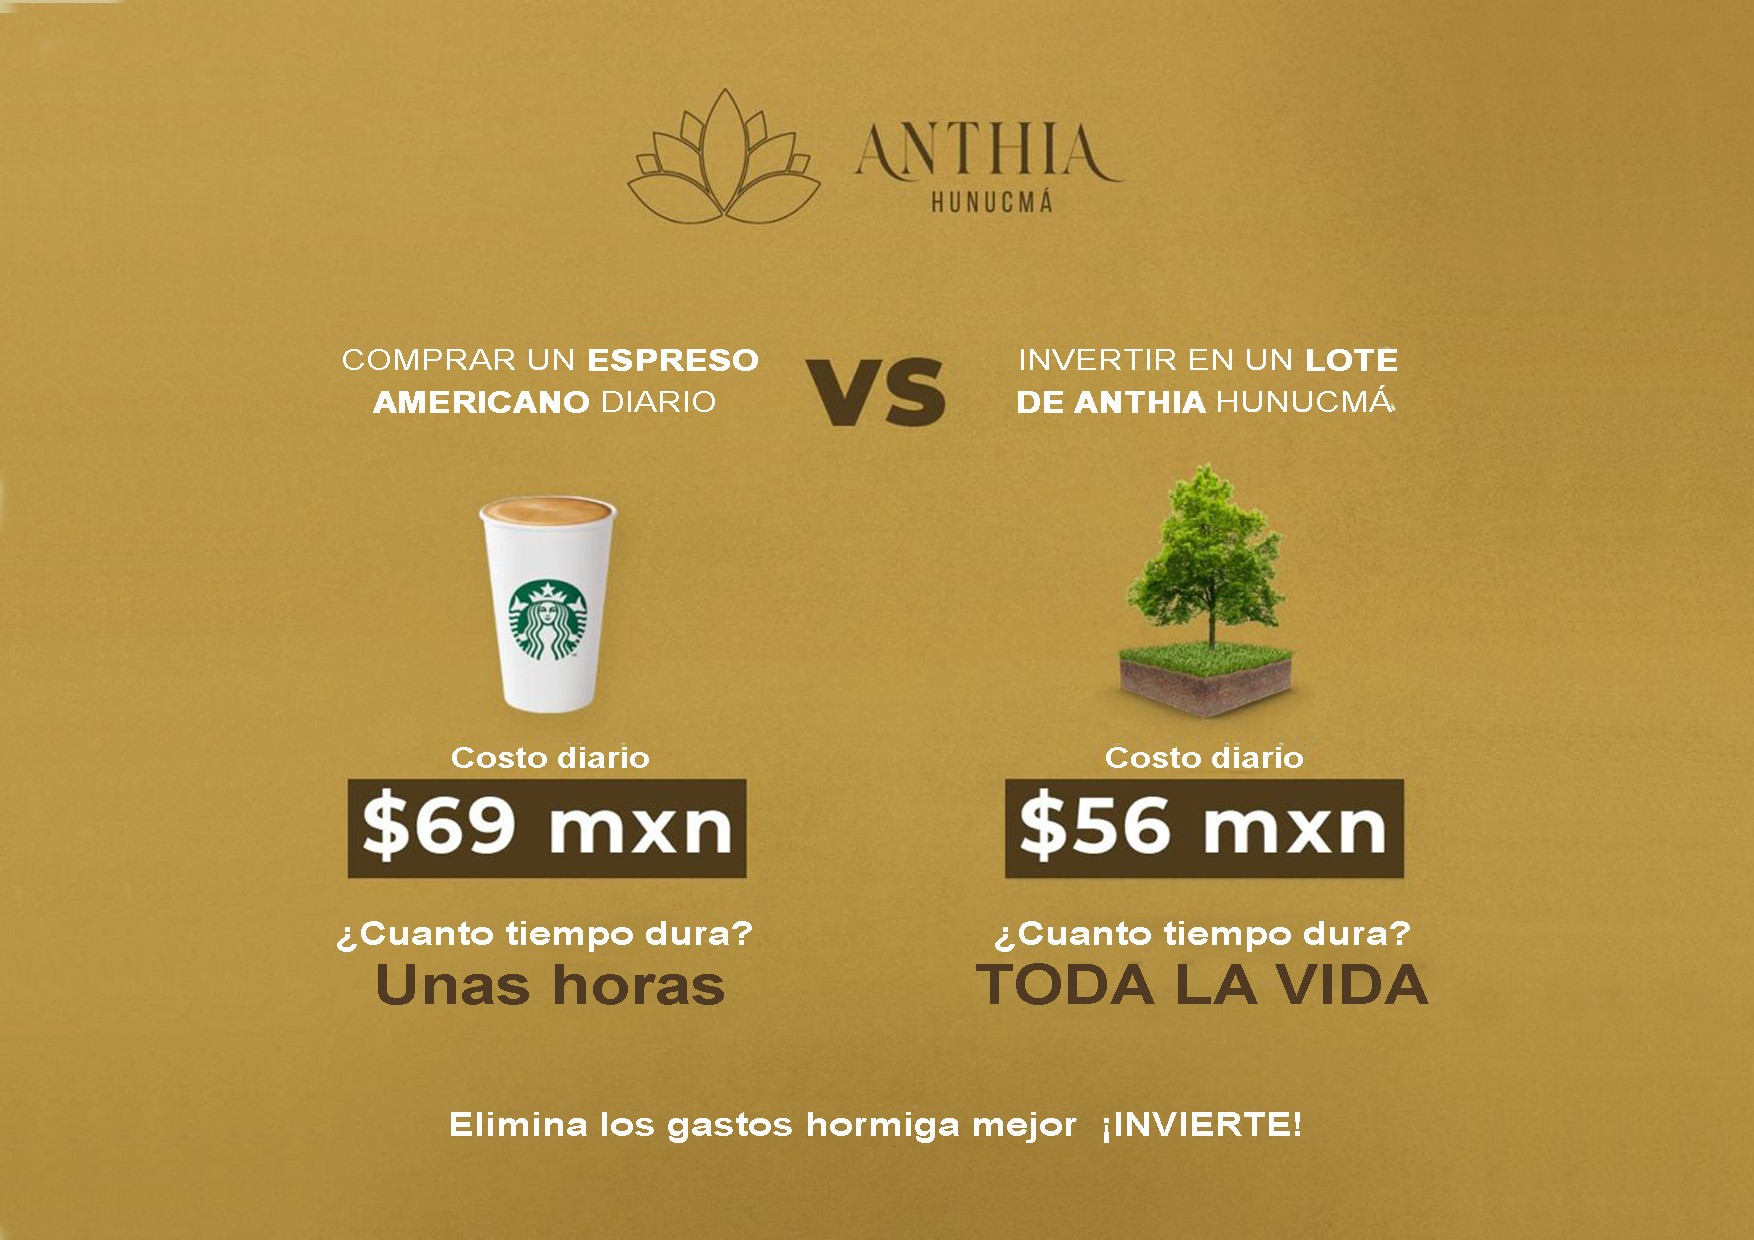 ANTHIA
HUNUCMÁ
COMPRAR UN ESPRESO
AMERICANO DIARIO
VS
INVERTIR EN UN LOTE
DE ANTHIA HUNUCMÁ
Costo diario
$69 mxn
¿Cuanto tiempo dura?
Unas horas
Costo diario
$56 mxn
¿Cuanto tiempo dura?
TODA LA VIDA
Elimina los gastos hormiga mejor ¡INVIERTE!